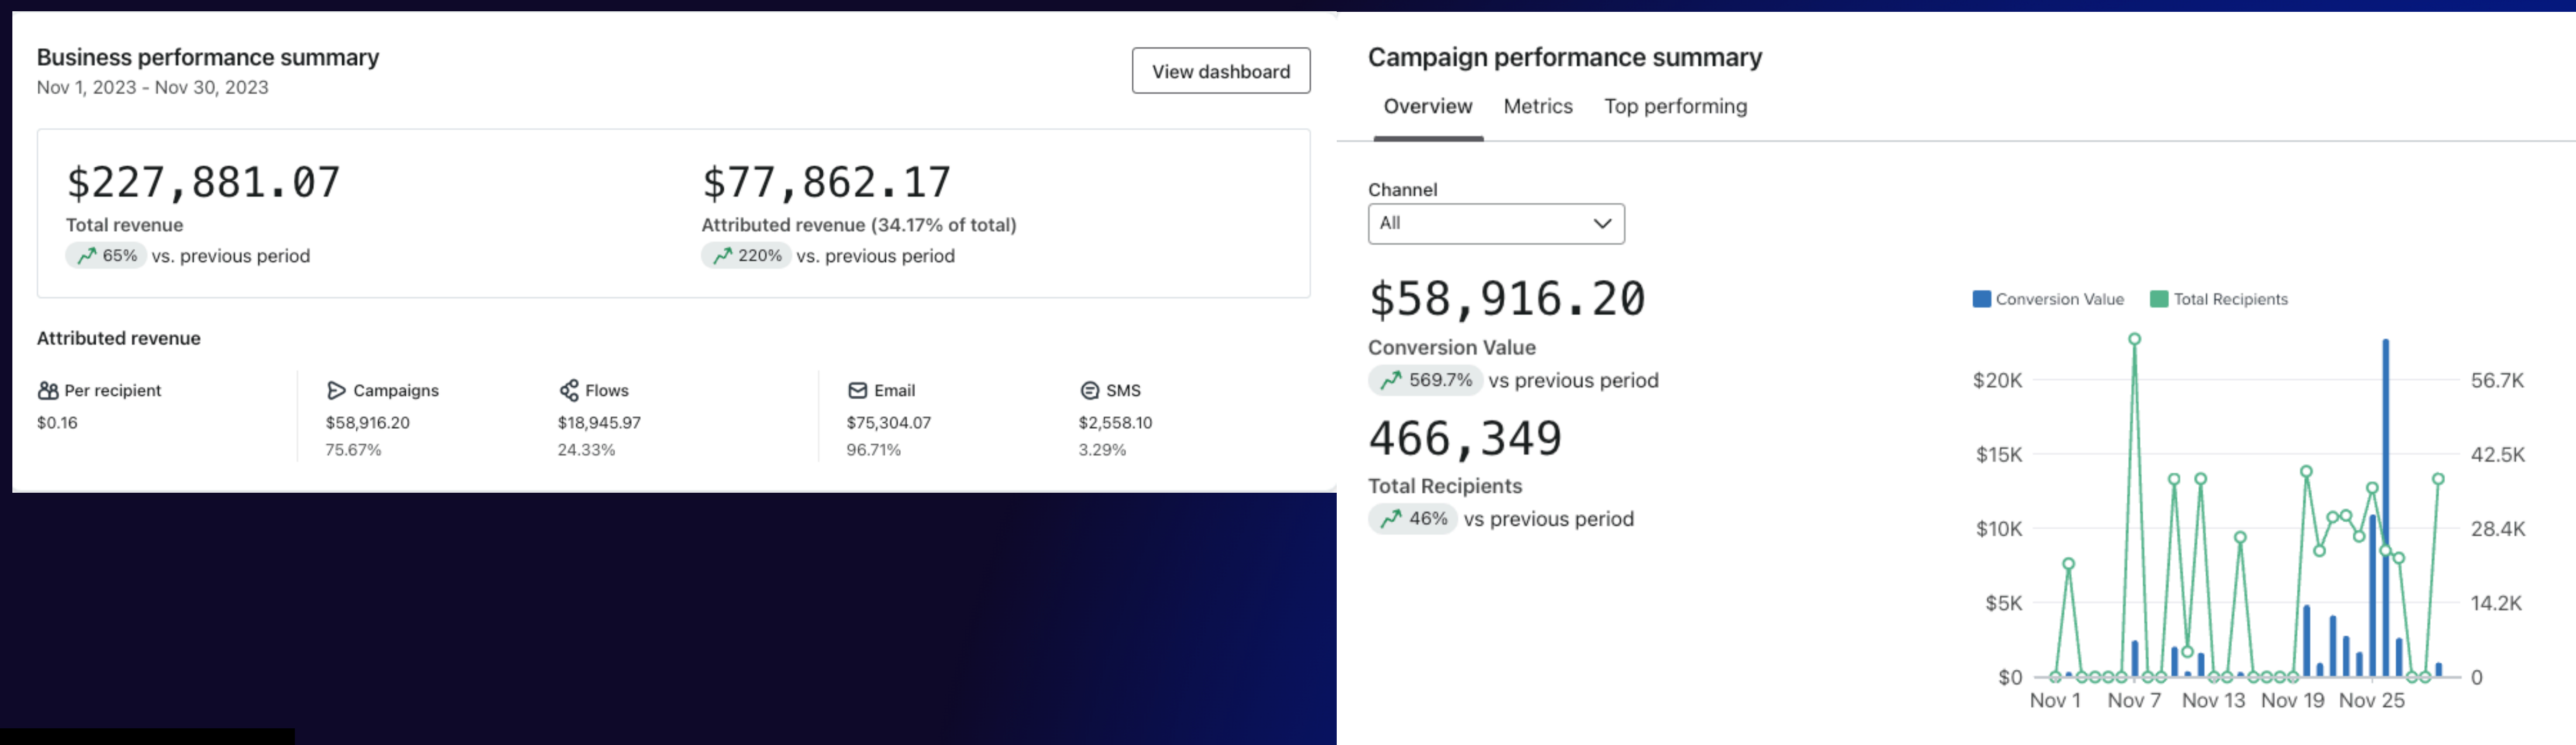 Business performance summary
Nov 1, 2023 - Nov 30, 2023
View dashboard
$227,881.07
Total revenue
65% vs. previous period
$77,862.17
Attributed revenue (34.17% of total)
220% vs. previous period
Attributed revenue
Per recipient
$0.16
Campaigns
$58,916.20
75.67%
Flows
$18,945.97
24.33%
Email
$75,304.07
96.71%
SMS
$2,558.10
3.29%
Campaign performance summary
Overview Metrics Top performing
Channel
All
$58,916.20
Conversion Value
569.7% vs previous period
466,349
Total Recipients
46% vs previous period
Conversion Value Total Recipients
$20K 56.7K
$15K 42.5K
$10K 28.4K
$5K 14.2K
$0 0
Nov 1 Nov 7 Nov 13 Nov 19 Nov 25